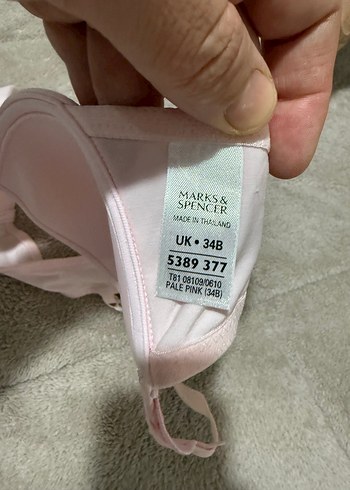 MARKS &
SPENCER
MADE IN THAILAND
UK • 34B
5389 377
T81 08109/0610
PALE PINK (34B)